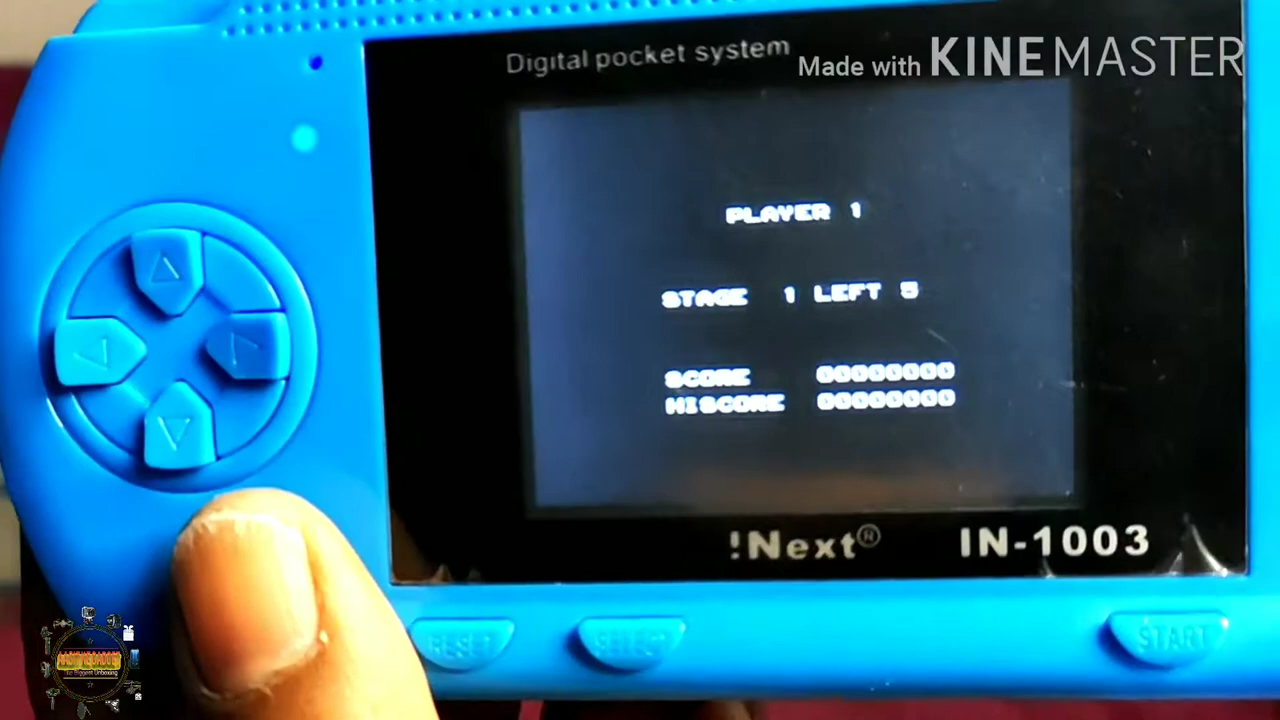 Digital pocket system
Made with KINEMASTER
PLAYER 1
STAGE 1 LEFT 5
SCORE 00000000
HISCORE 00000000
!Next® IN-1003
RESET SELECT START